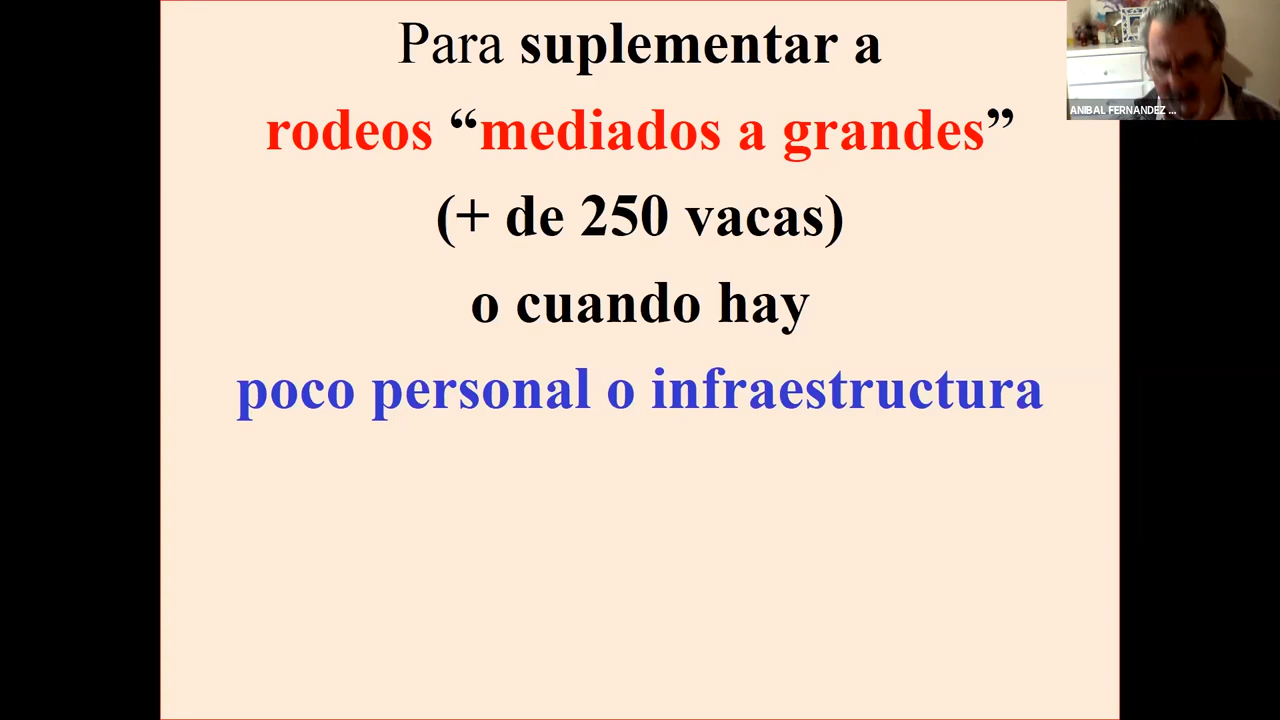 Para suplementar a
rodeos “mediados a grandes”
(+ de 250 vacas)
o cuando hay
poco personal o infraestructura
ANIBAL FERNANDEZ ...